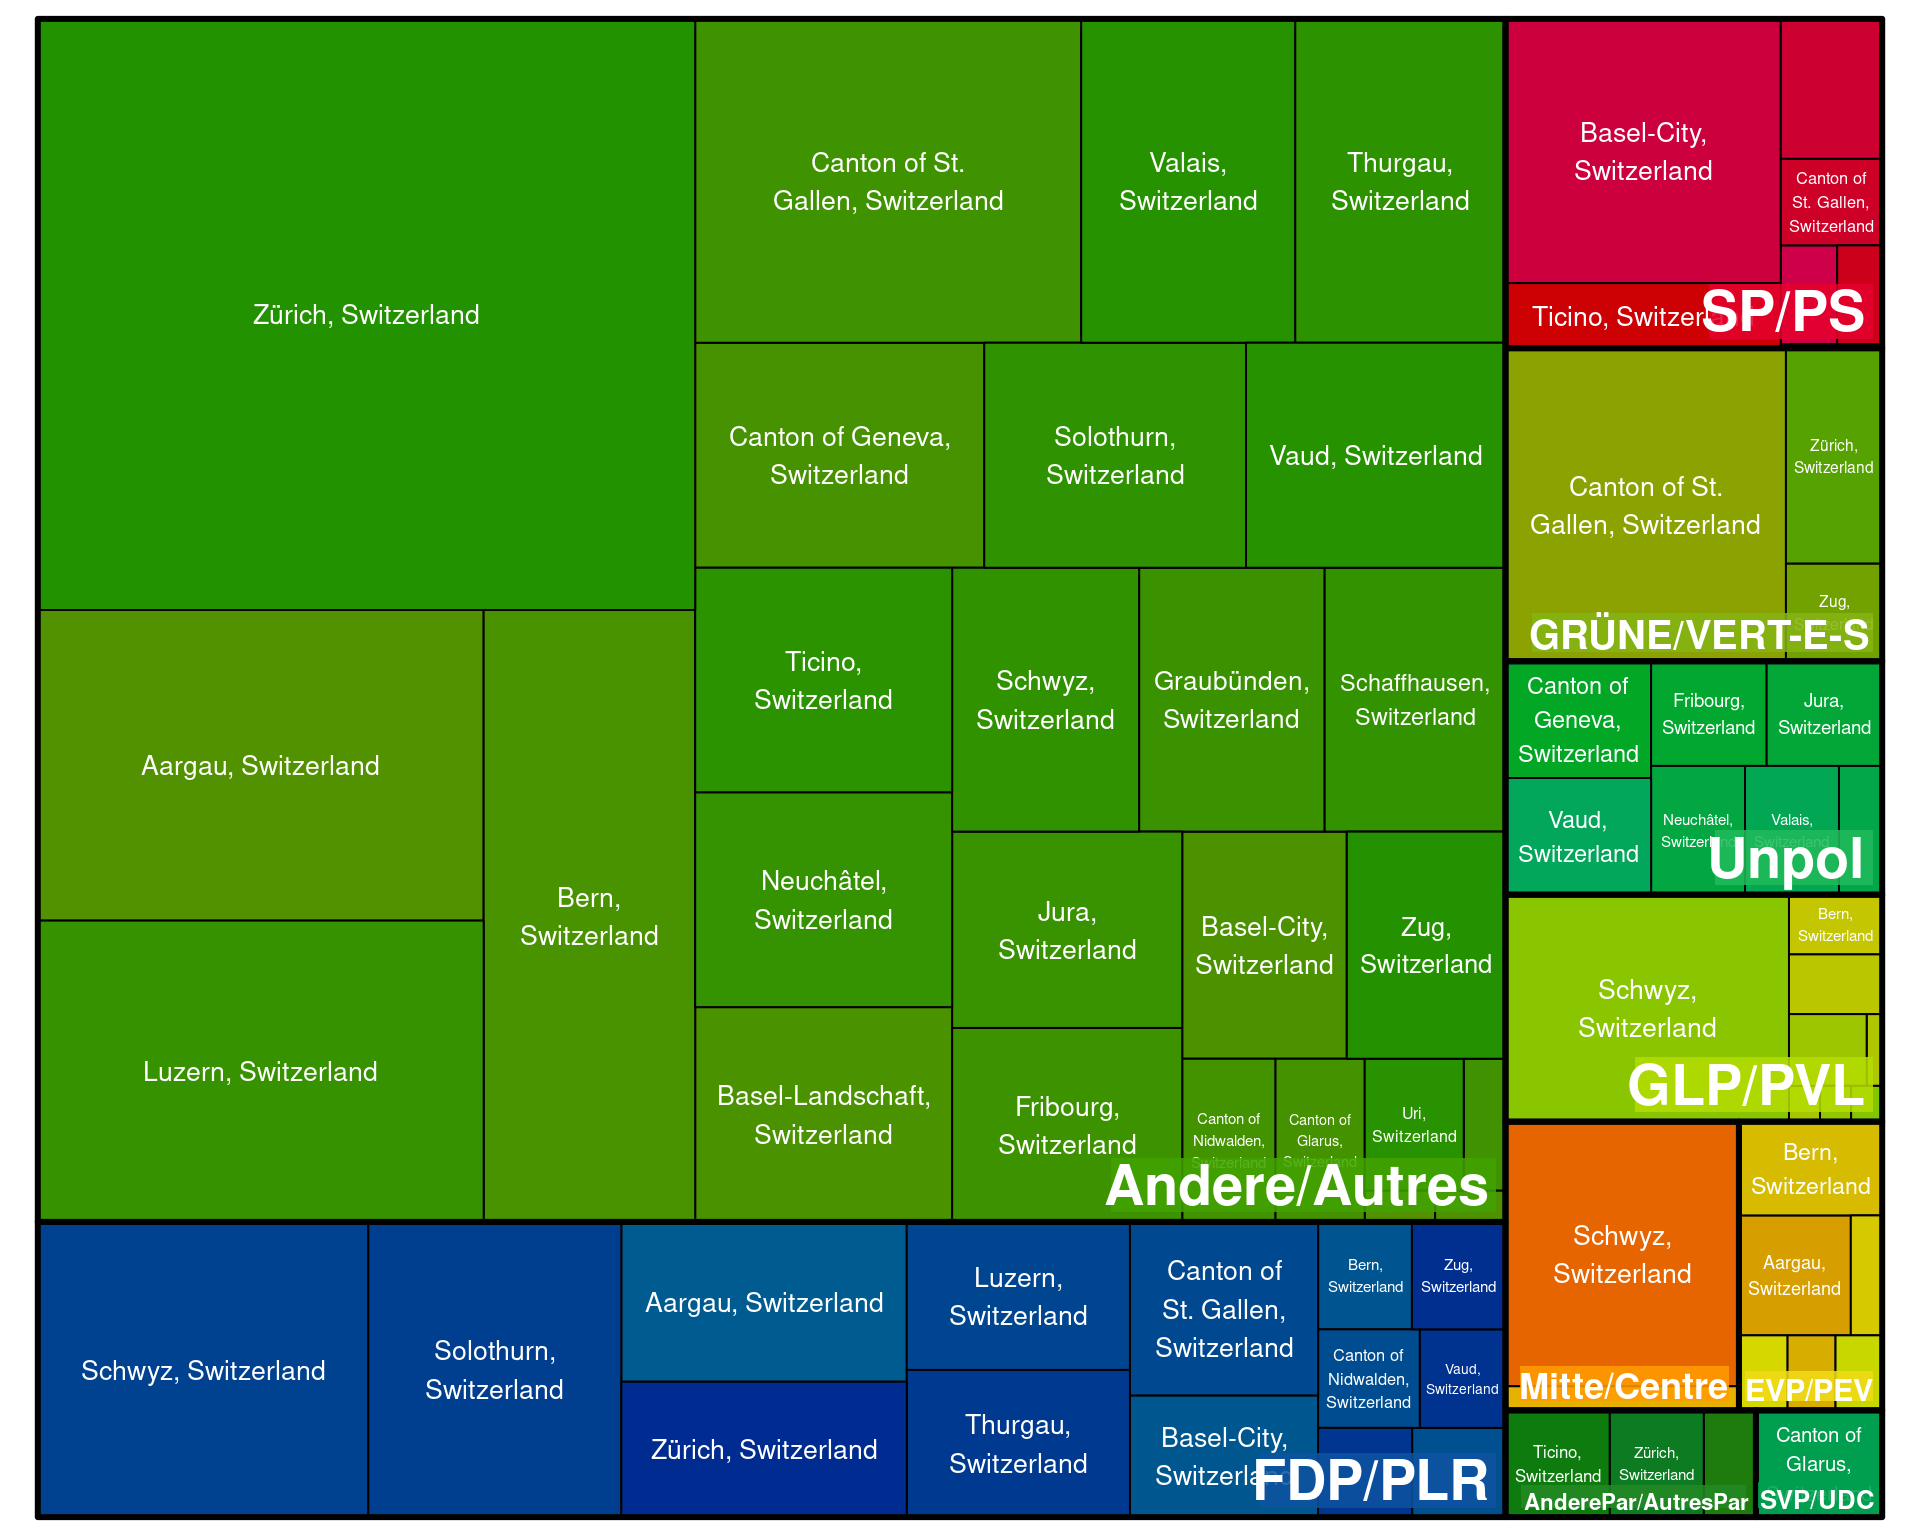 Zürich, Switzerland
Aargau, Switzerland
Luzern, Switzerland
Bern,
Switzerland
Canton of St.
Gallen, Switzerland
Valais,
Switzerland
Thurgau,
Switzerland
Canton of Geneva,
Switzerland
Solothurn,
Switzerland
Vaud, Switzerland
Ticino,
Switzerland
Schwyz,
Switzerland
Graubünden,
Switzerland
Schaffhausen,
Switzerland
Neuchâtel,
Switzerland
Jura,
Switzerland
Basel-City,
Switzerland
Zug,
Switzerland
Basel-Landschaft,
Switzerland
Fribourg,
Switzerland
Canton of
Nidwalden,
Switzerland
Canton of
Glarus,
Switzerland
Uri,
Switzerland
Andere/Autres
Schwyz, Switzerland
Solothurn,
Switzerland
Aargau, Switzerland
Zürich, Switzerland
Luzern,
Switzerland
Thurgau,
Switzerland
Canton of
St. Gallen,
Switzerland
Basel-City,
Switzerland
Bern,
Switzerland
Zug,
Switzerland
Canton of
Nidwalden,
Switzerland
Vaud,
Switzerland
FDP/PLR
Basel-City,
Switzerland
Canton of
St. Gallen,
Switzerland
Ticino, Switzerland
SP/PS
Canton of St.
Gallen, Switzerland
Zürich,
Switzerland
Zug,
Switzerland
GRÜNE/VERT-E-S
Canton of
Geneva,
Switzerland
Fribourg,
Switzerland
Jura,
Switzerland
Vaud,
Switzerland
Neuchâtel,
Switzerland
Valais,
Switzerland
Unpol
Schwyz,
Switzerland
Bern,
Switzerland
GLP/PVL
Schwyz,
Switzerland
Mitte/Centre
Bern,
Switzerland
Aargau,
Switzerland
EVP/PEV
Ticino,
Switzerland
Zürich,
Switzerland
AnderePar/AutresPar
Canton of
Glarus,
SVP/UDC